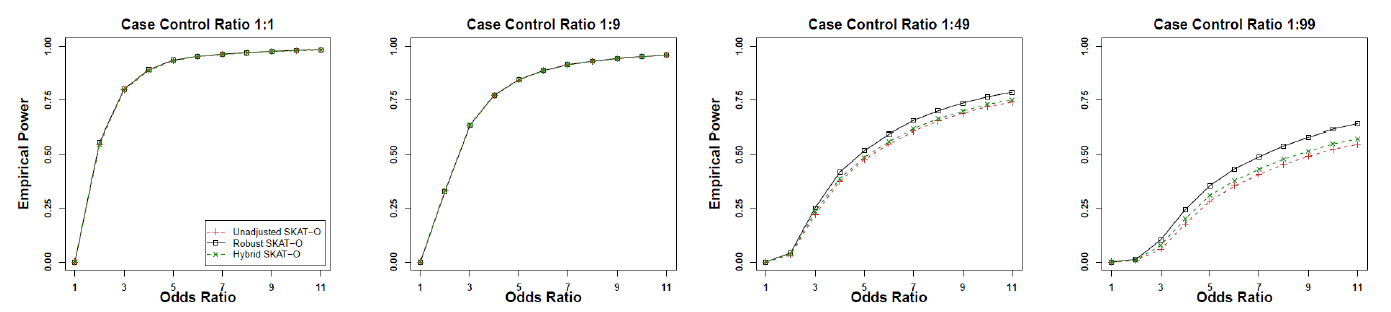 Case Control Ratio 1:1
Empirical Power
1.00
0.75
0.50
0.25
0.00
Unadjusted SKAT−O
Robust SKAT−O
Hybrid SKAT−O
1 3 5 7 9 11
Odds Ratio
Case Control Ratio 1:9
Empirical Power
1.00
0.75
0.50
0.25
0.00
1 3 5 7 9 11
Odds Ratio
Case Control Ratio 1:49
Empirical Power
1.00
0.75
0.50
0.25
0.00
1 3 5 7 9 11
Odds Ratio
Case Control Ratio 1:99
Empirical Power
1.00
0.75
0.50
0.25
0.00
1 3 5 7 9 11
Odds Ratio